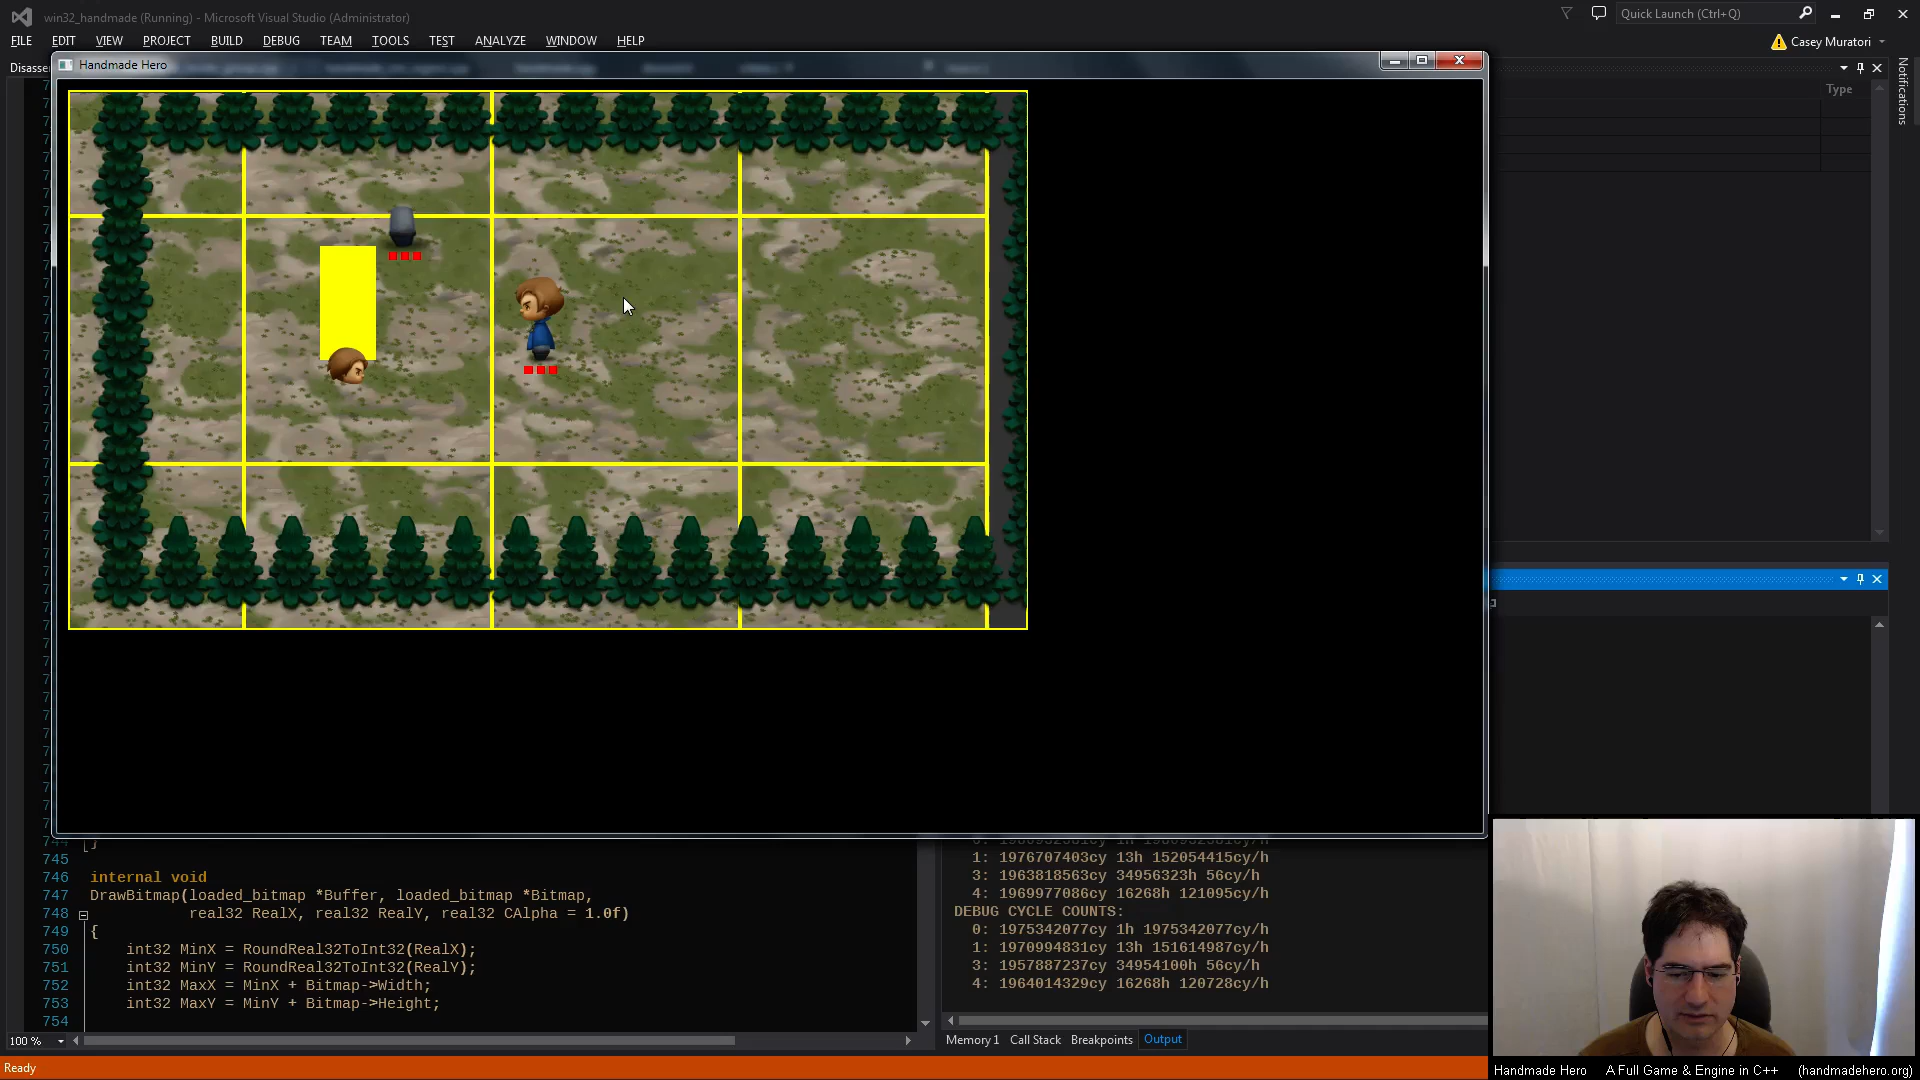 win32_handmade (Running) - Microsoft Visual Studio (Administrator)
Quick Launch (Ctrl+Q)
FILE EDIT VIEW PROJECT BUILD DEBUG TEAM TOOLS TEST ANALYZE WINDOW HELP
Casey Muratori
Disasse
Handmade Hero
Type
Notifications
744 }
745
746 internal void
747 DrawBitmap(loaded_bitmap *Buffer, loaded_bitmap *Bitmap,
748 real32 RealX, real32 RealY, real32 CAlpha = 1.0f)
749 {
750 int32 MinX = RoundReal32ToInt32(RealX);
751 int32 MinY = RoundReal32ToInt32(RealY);
752 int32 MaxX = MinX + Bitmap->Width;
753 int32 MaxY = MinY + Bitmap->Height;
754
100 %
1: 1976707403cy 13h 152054415cy/h
3: 1963818563cy 34956323h 56cy/h
4: 1969977086cy 16268h 121095cy/h
DEBUG CYCLE COUNTS:
0: 1975342077cy 1h 1975342077cy/h
1: 1970994831cy 13h 151614987cy/h
3: 1957887237cy 34954100h 56cy/h
4: 1964014329cy 16268h 120728cy/h
Memory 1 Call Stack Breakpoints Output
Ready
Handmade Hero A Full Game & Engine in C++ (handmadehero.org)